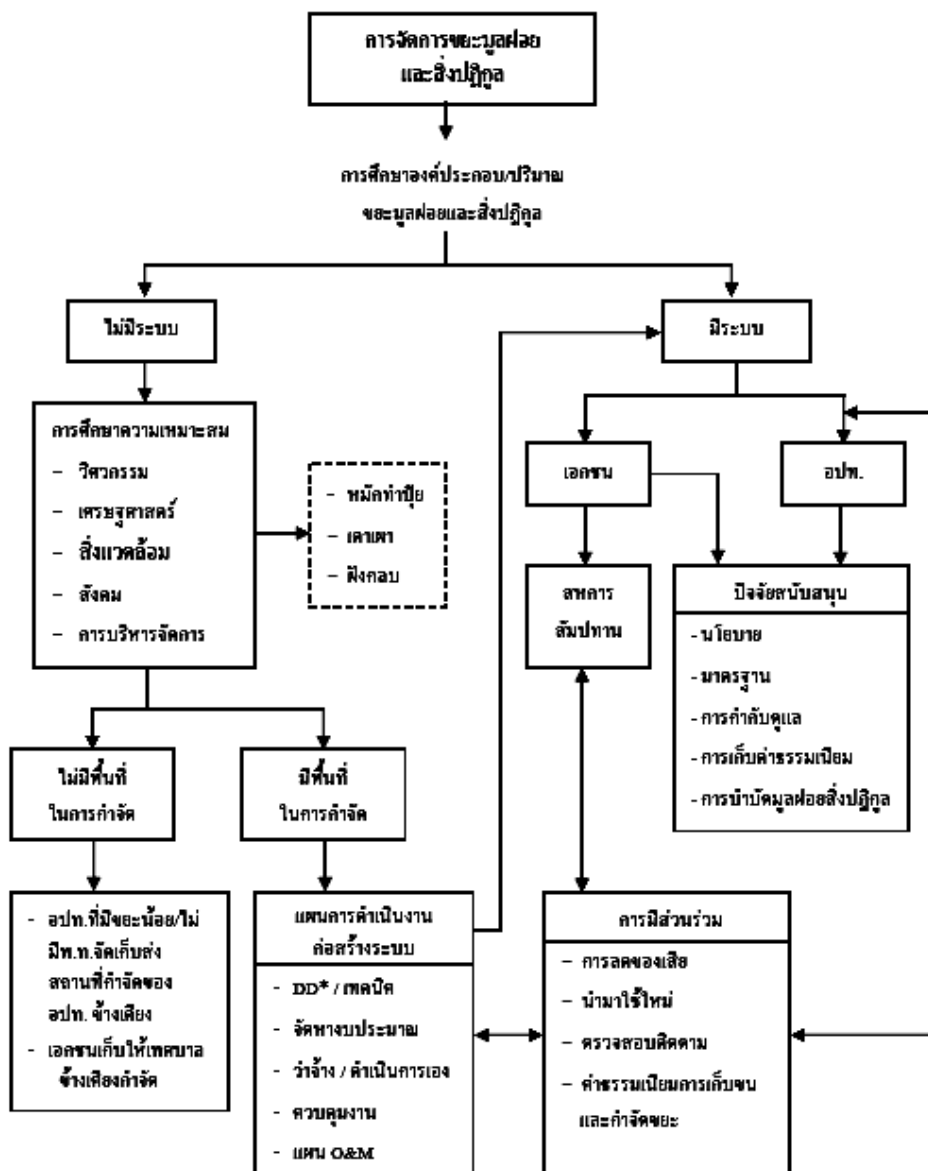 การจัดการขยะมูลฝอย
และสิ่งปฏิกูล
การศึกษาองค์ประกอบ/ปริมาณ
ขยะมูลฝอยและสิ่งปฏิกูล
ไม่มีระบบ
มีระบบ
การศึกษาความเหมาะสม
– วิศวกรรม
– เศรษฐศาสตร์
– สิ่งแวดล้อม
– สังคม
– การบริหารจัดการ
– หมักทำปุ๋ย
– เตาเผา
– ฝังกลบ
เอกชน
อปท.
สหการ
สัมปทาน
ปัจจัยสนับสนุน
- นโยบาย
- มาตรฐาน
- การกำกับดูแล
- การเก็บค่าธรรมเนียม
- การบำบัดมูลฝอยสิ่งปฏิกูล
ไม่มีพื้นที่
ในการกำจัด
มีพื้นที่
ในการกำจัด
- อปท.ที่มีขยะน้อย/ไม่
มีพ.ท.จัดเก็บส่ง
สถานที่กำจัดของ
อปท. ข้างเคียง
- เอกชนเก็บให้เทศบาล
ข้างเคียงกำจัด
แผนการดำเนินงาน
ก่อสร้างระบบ
- DD* / เทคนิค
- จัดหางบประมาณ
- ว่าจ้าง / ดำเนินการเอง
- ควบคุมงาน
- แผน O&M
การมีส่วนร่วม
– การลดของเสีย
– นำมาใช้ใหม่
– ตรวจสอบติดตาม
– ค่าธรรมเนียมการเก็บขน
และกำจัดขยะ